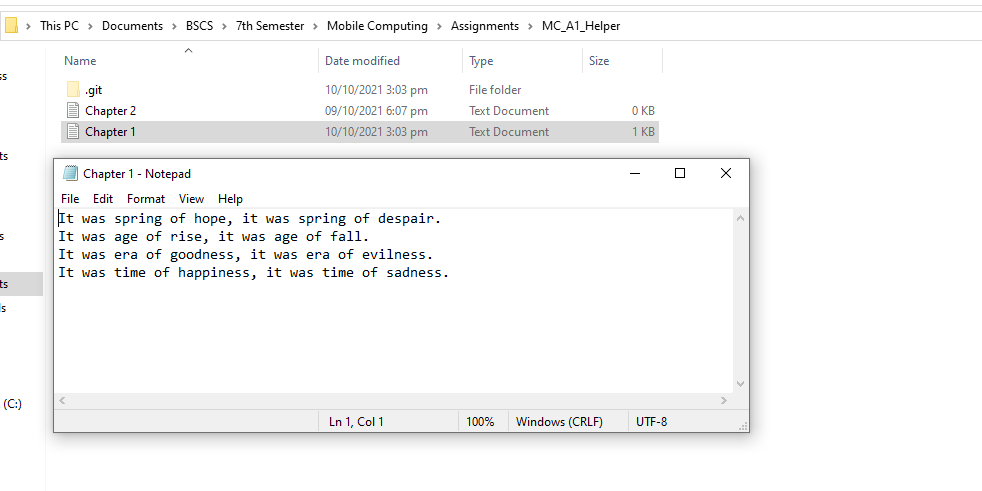 This PC > Documents > BSCS > 7th Semester > Mobile Computing > Assignments > MC_A1_Helper
Name Date modified Type Size
.git 10/10/2021 3:03 pm File folder
Chapter 2 09/10/2021 6:07 pm Text Document 0 KB
Chapter 1 10/10/2021 3:03 pm Text Document 1 KB
Chapter 1 - Notepad
File Edit Format View Help
It was spring of hope, it was spring of despair.
It was age of rise, it was age of fall.
It was era of goodness, it was era of evilness.
It was time of happiness, it was time of sadness.
(C:)
Ln 1, Col 1 100% Windows (CRLF) UTF-8